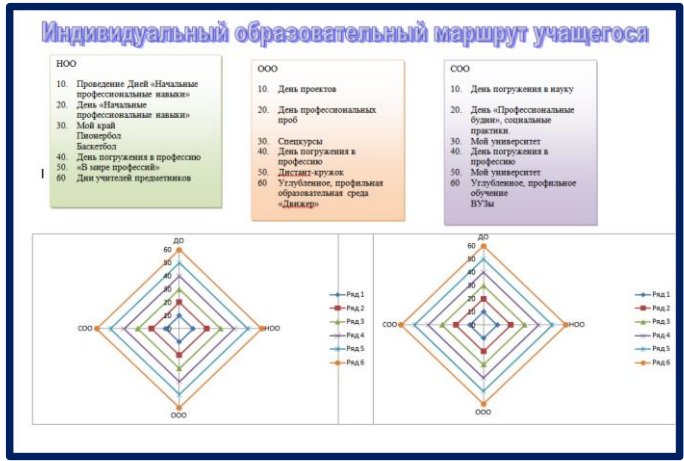 Индивидуальный образовательный маршрут учащегося
НОО
10. Проведение Дней «Начальные
профессиональные навыки»
20. День «Начальные
профессиональные навыки»
30. Мой край
Пионербол
Баскетбол
40. День погружения в профессию
50. «В мире профессий»
60 Дни учителей предметников
ООО
10. День проектов
20. День профессиональных
проб
30. Спецкурсы
40. День погружения в
профессию
50. Дистант-кружок
60 Углубленное, профильная
образовательная среда
«Движер»
СОО
10. День погружения в науку
20. День «Профессиональные
будни», социальные
практики.
30. Мой университет
40. День погружения в
профессию
50. Мой университет
60 Углубленное, профильное
обучение
ВУЗы
ДО
60
50
40
30
20
10
0
СОО
НОО
ООО
Ряд 1
Ряд 2
Ряд 3
Ряд 4
Ряд 5
Ряд 6
ДО
60
50
40
30
20
10
0
СОО
НОО
ООО
Ряд 1
Ряд 2
Ряд 3
Ряд 4
Ряд 5
Ряд 6